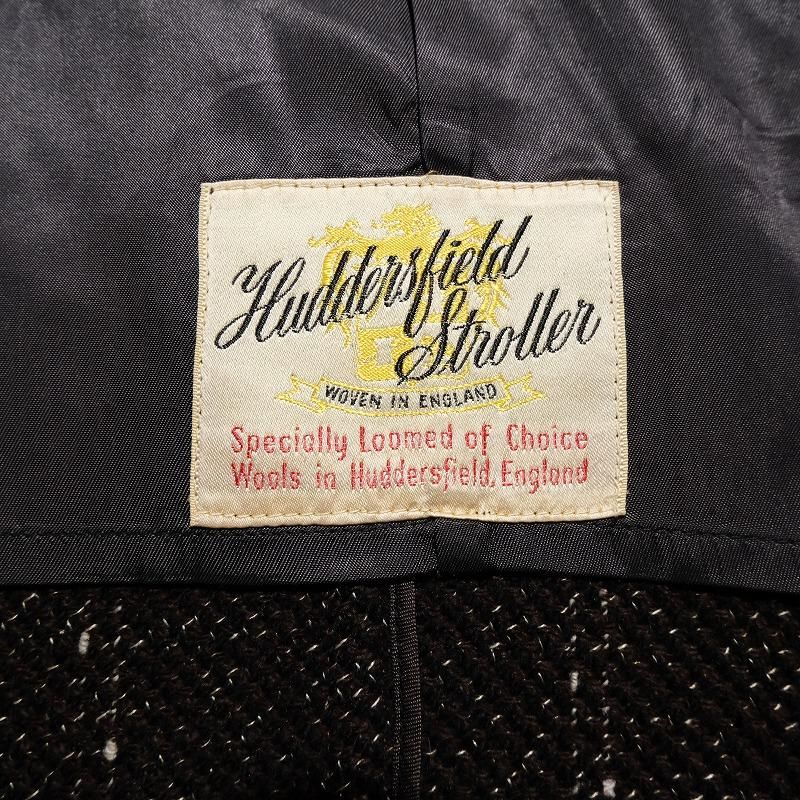 Huddersfield
Stroller
WOVEN IN ENGLAND
Specially Loomed of Choice
Wools in Huddersfield, England